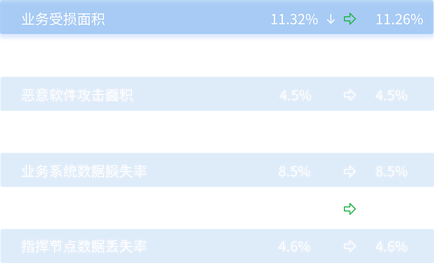 业务受损面积 11.32% ↓ ⇨ 11.26%
恶意软件攻击面积 4.5% ⇨ 4.5%
业务系统数据损失率 8.5% ⇨ 8.5%
指挥节点数据丢失率 4.6% ⇨ 4.6%